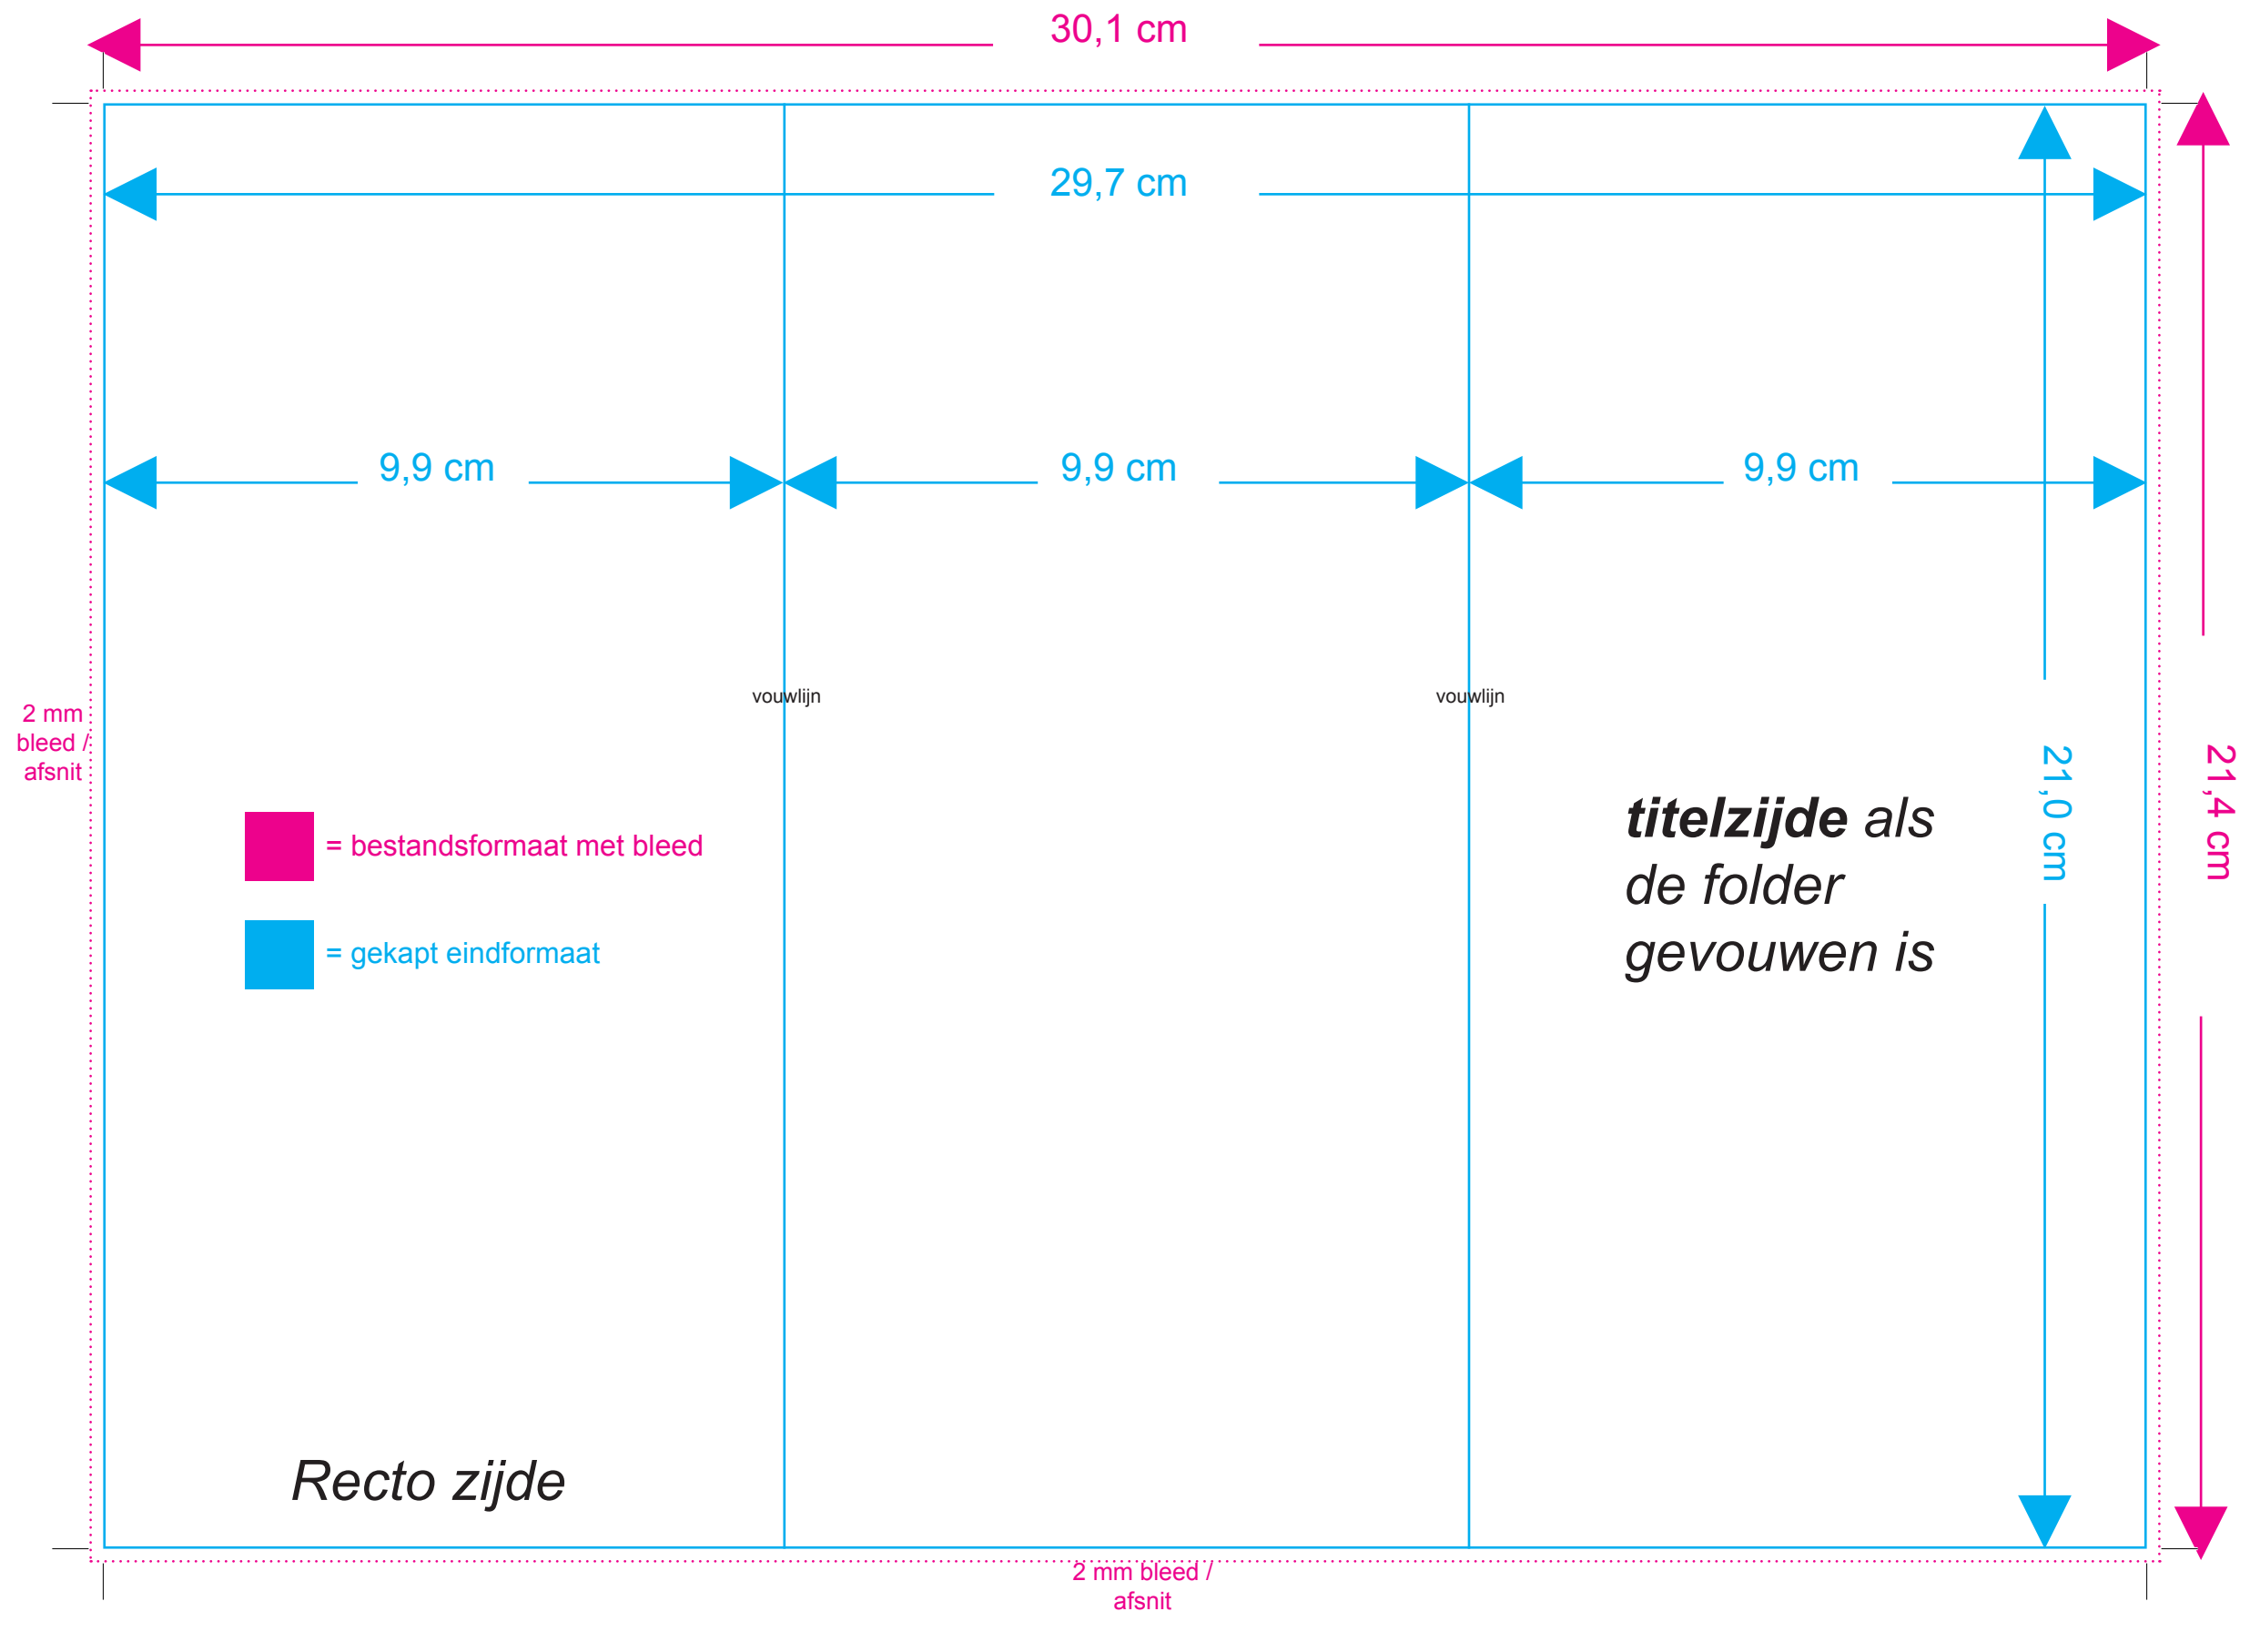 30,1 cm
29,7 cm
9,9 cm
9,9 cm
9,9 cm
vouwlijn
vouwlijn
2 mm
bleed /
afsnit
21,0 cm
21,4 cm
= bestandsformaat met bleed
= gekapt eindformaat
titelzijde als
de folder
gevouwen is
Recto zijde
2 mm bleed /
afsnit